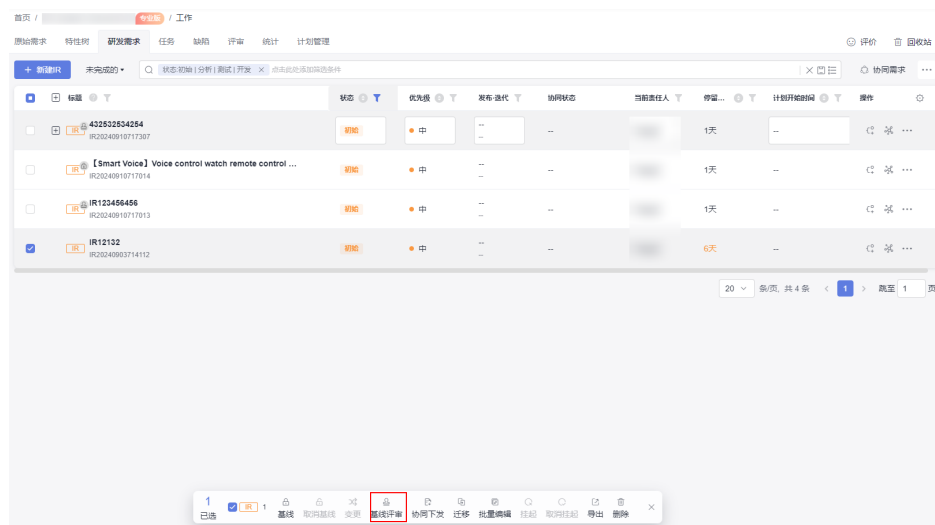 首页 / 专业版 / 工作
原始需求 特性树 研发需求 任务 缺陷 评审 统计 计划管理 评价 回收站
+ 新建IR 未完成的 状态:初始 | 分析 | 测试 | 开发 × 点击此处添加筛选条件 协同需求 ...
标题 状态 优先级 发布-迭代 协同状态 当前责任人 停留... 计划开始时间 操作
IR 432532534254 初始 中 -- -- 1天 --
IR20240910717307 --
IR 【Smart Voice】Voice control watch remote control ... 初始 中 -- -- 1天 --
IR20240910717014 --
IR IR123456456 初始 中 -- -- 1天 --
IR20240910717013 --
IR IR12132 初始 中 -- -- 6天 --
IR20240903714112 --
20 条/页, 共 4 条 < 1 > 跳至 1 页
1 IR 1 基线 取消基线 变更 基线评审 协同下发 迁移 批量编辑 挂起 取消挂起 导出 删除 ×
已选